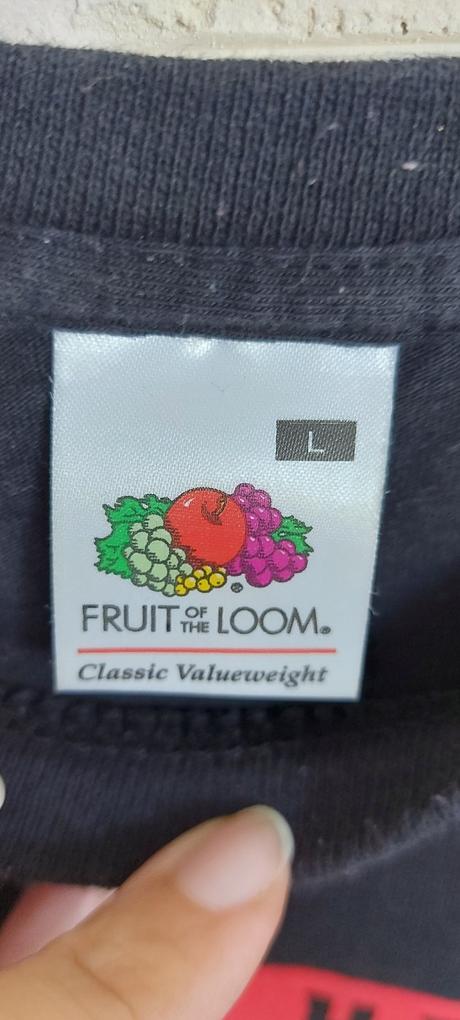 L
FRUIT OF THE LOOM®
Classic Valueweight